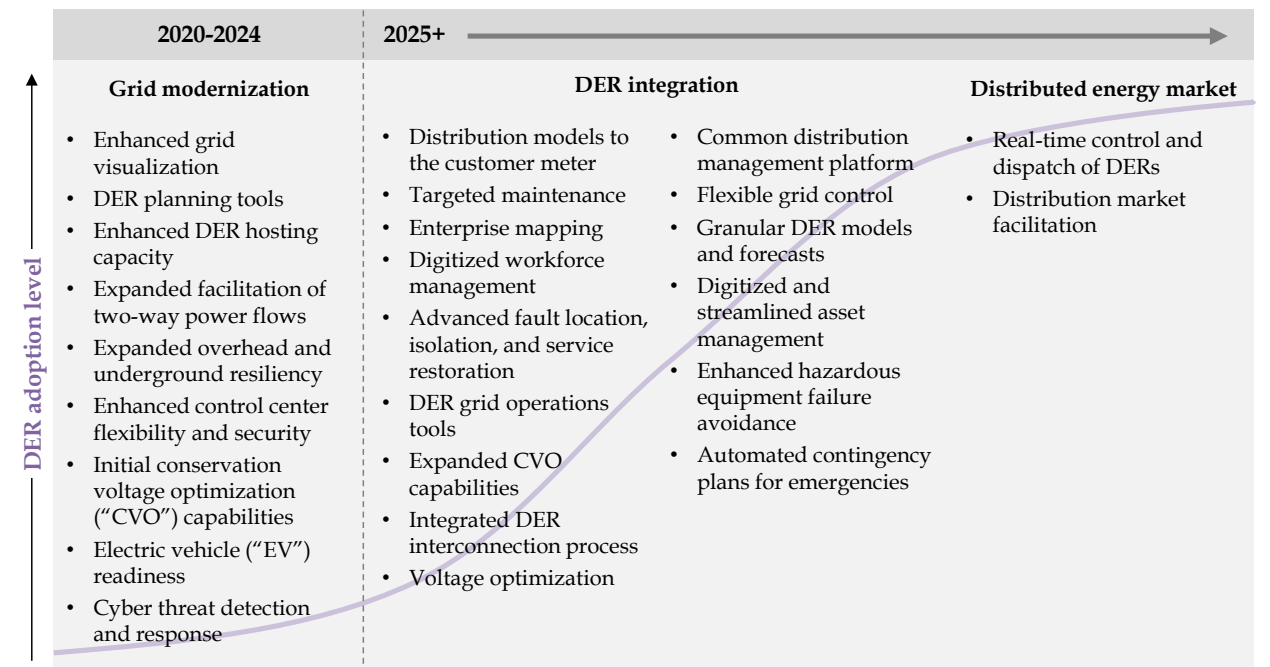 2020-2024
2025+
DER adoption level
Grid modernization
• Enhanced grid
visualization
• DER planning tools
• Enhanced DER hosting
capacity
• Expanded facilitation of
two-way power flows
• Expanded overhead and
underground resiliency
• Enhanced control center
flexibility and security
• Initial conservation
voltage optimization
(“CVO”) capabilities
• Electric vehicle (“EV”)
readiness
• Cyber threat detection
and response
DER integration
• Distribution models to
the customer meter
• Targeted maintenance
• Enterprise mapping
• Digitized workforce
management
• Advanced fault location,
isolation, and service
restoration
• DER grid operations
tools
• Expanded CVO
capabilities
• Integrated DER
interconnection process
• Voltage optimization
• Common distribution
management platform
• Flexible grid control
• Granular DER models
and forecasts
• Digitized and
streamlined asset
management
• Enhanced hazardous
equipment failure
avoidance
• Automated contingency
plans for emergencies
Distributed energy market
• Real-time control and
dispatch of DERs
• Distribution market
facilitation